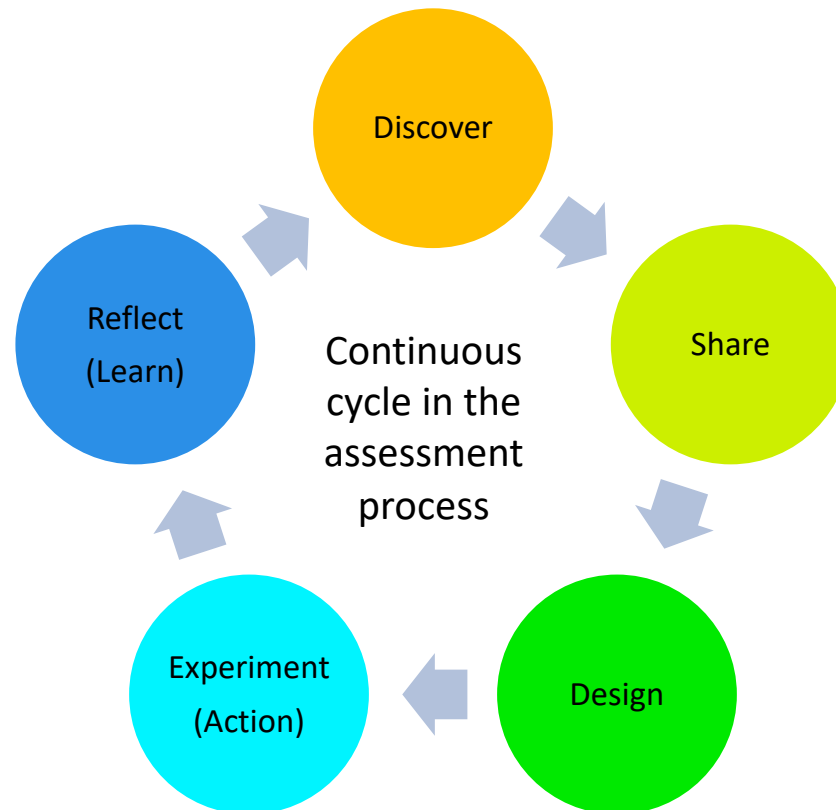 Discover
Share
Design
Experiment
(Action)
Reflect
(Learn)
Continuous
cycle in the
assessment
process